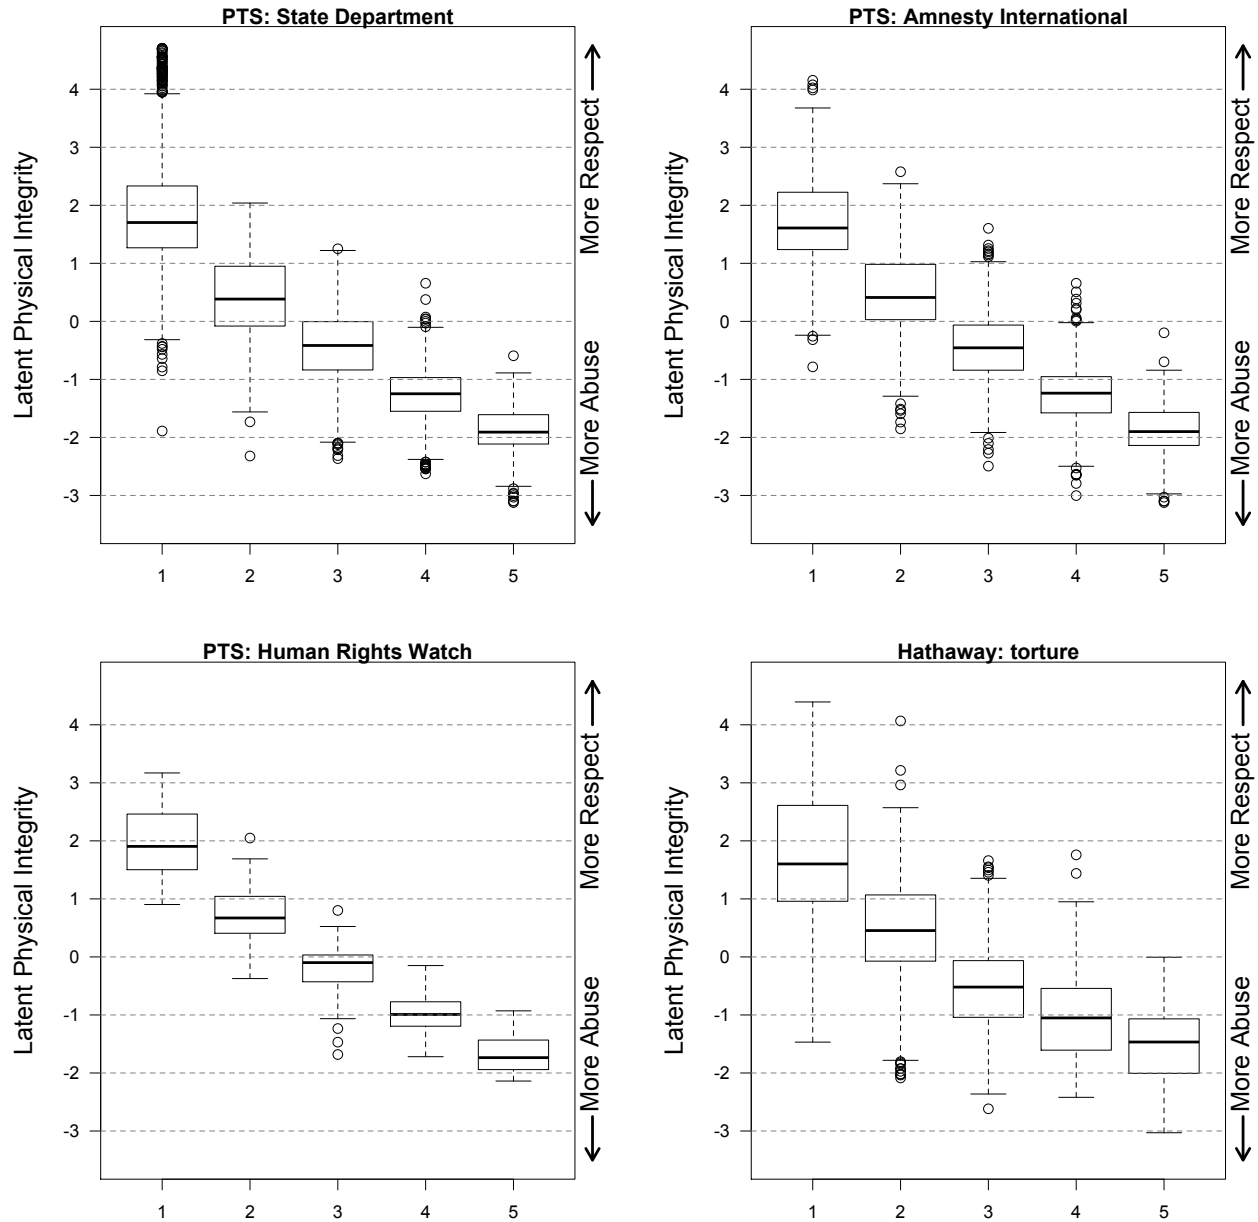 PTS: State Department
Latent Physical Integrity
4
3
2
1
0
-1
-2
-3
1 2 3 4 5
More Respect
More Abuse
PTS: Amnesty International
Latent Physical Integrity
4
3
2
1
0
-1
-2
-3
1 2 3 4 5
More Respect
More Abuse
PTS: Human Rights Watch
Latent Physical Integrity
4
3
2
1
0
-1
-2
-3
1 2 3 4 5
More Respect
More Abuse
Hathaway: torture
Latent Physical Integrity
4
3
2
1
0
-1
-2
-3
1 2 3 4 5
More Respect
More Abuse